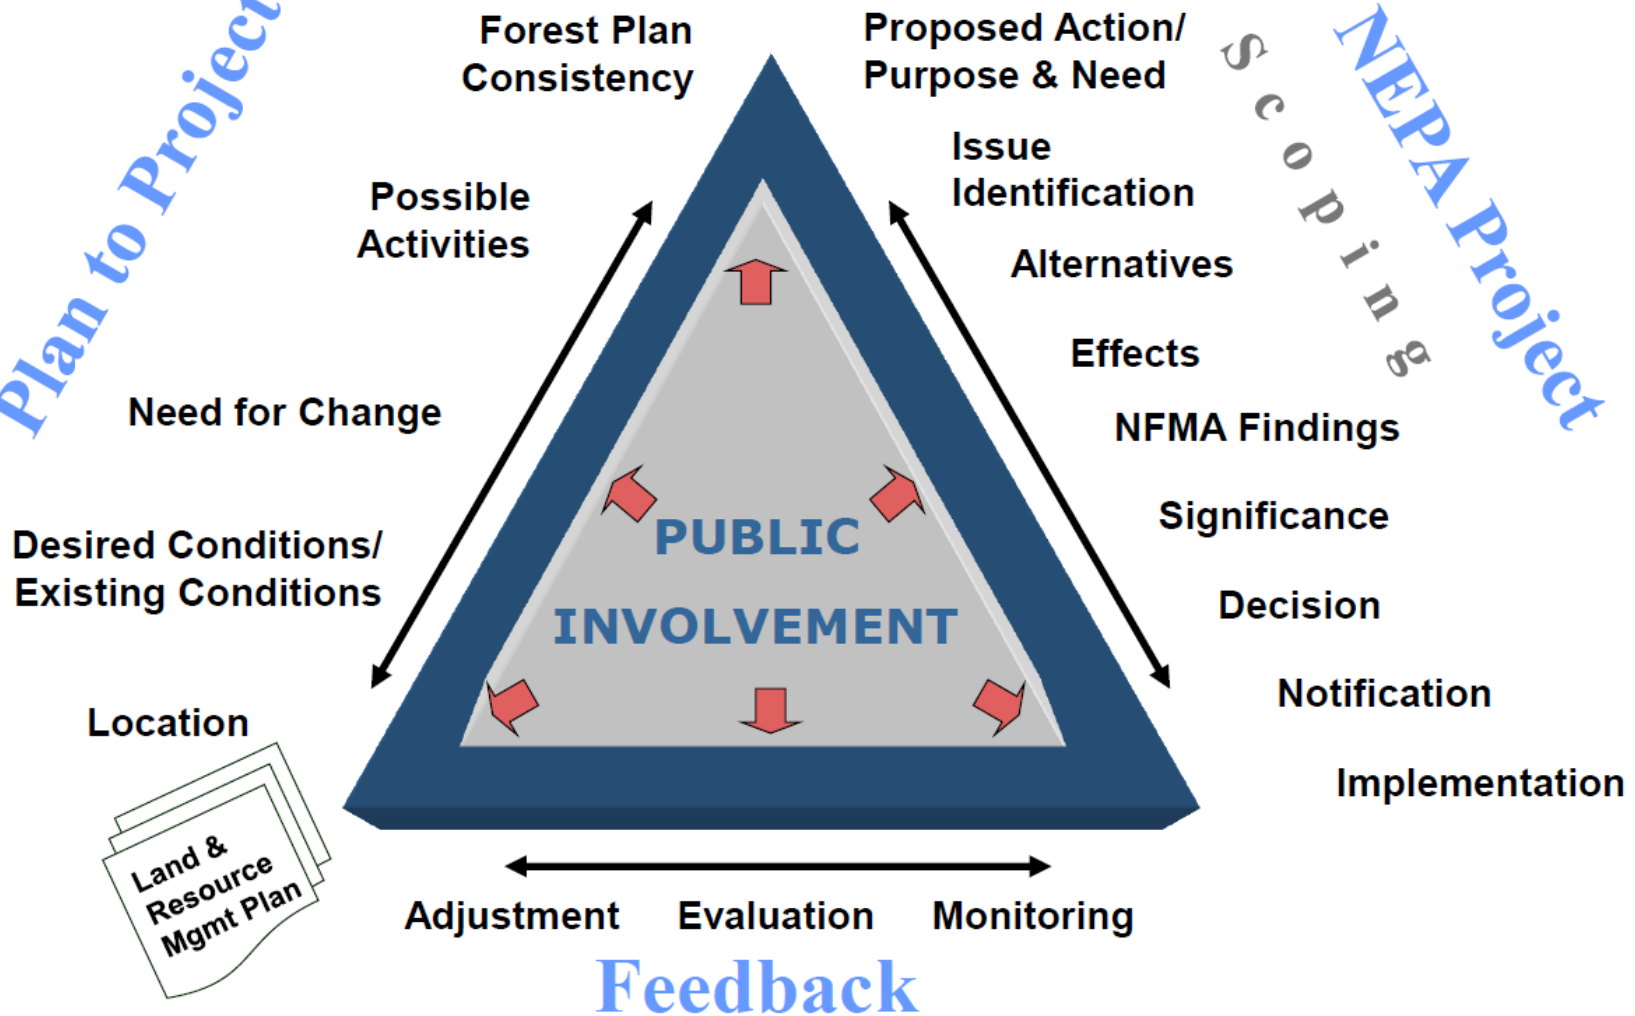 Plan to Project
Forest Plan
Consistency
Possible
Activities
Need for Change
Desired Conditions/
Existing Conditions
Location
Land &
Resource
Mgmt Plan
Proposed Action/
Purpose & Need
Issue
Identification
Alternatives
Effects
NFMA Findings
Significance
Decision
Notification
Implementation
Scoping
NEPA Project
PUBLIC
INVOLVEMENT
Adjustment
Evaluation
Monitoring
Feedback